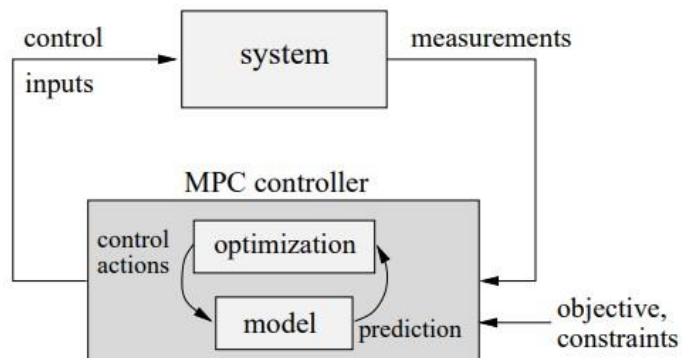 control
inputs
system
measurements
MPC controller
control
actions
optimization
model
prediction
objective,
constraints